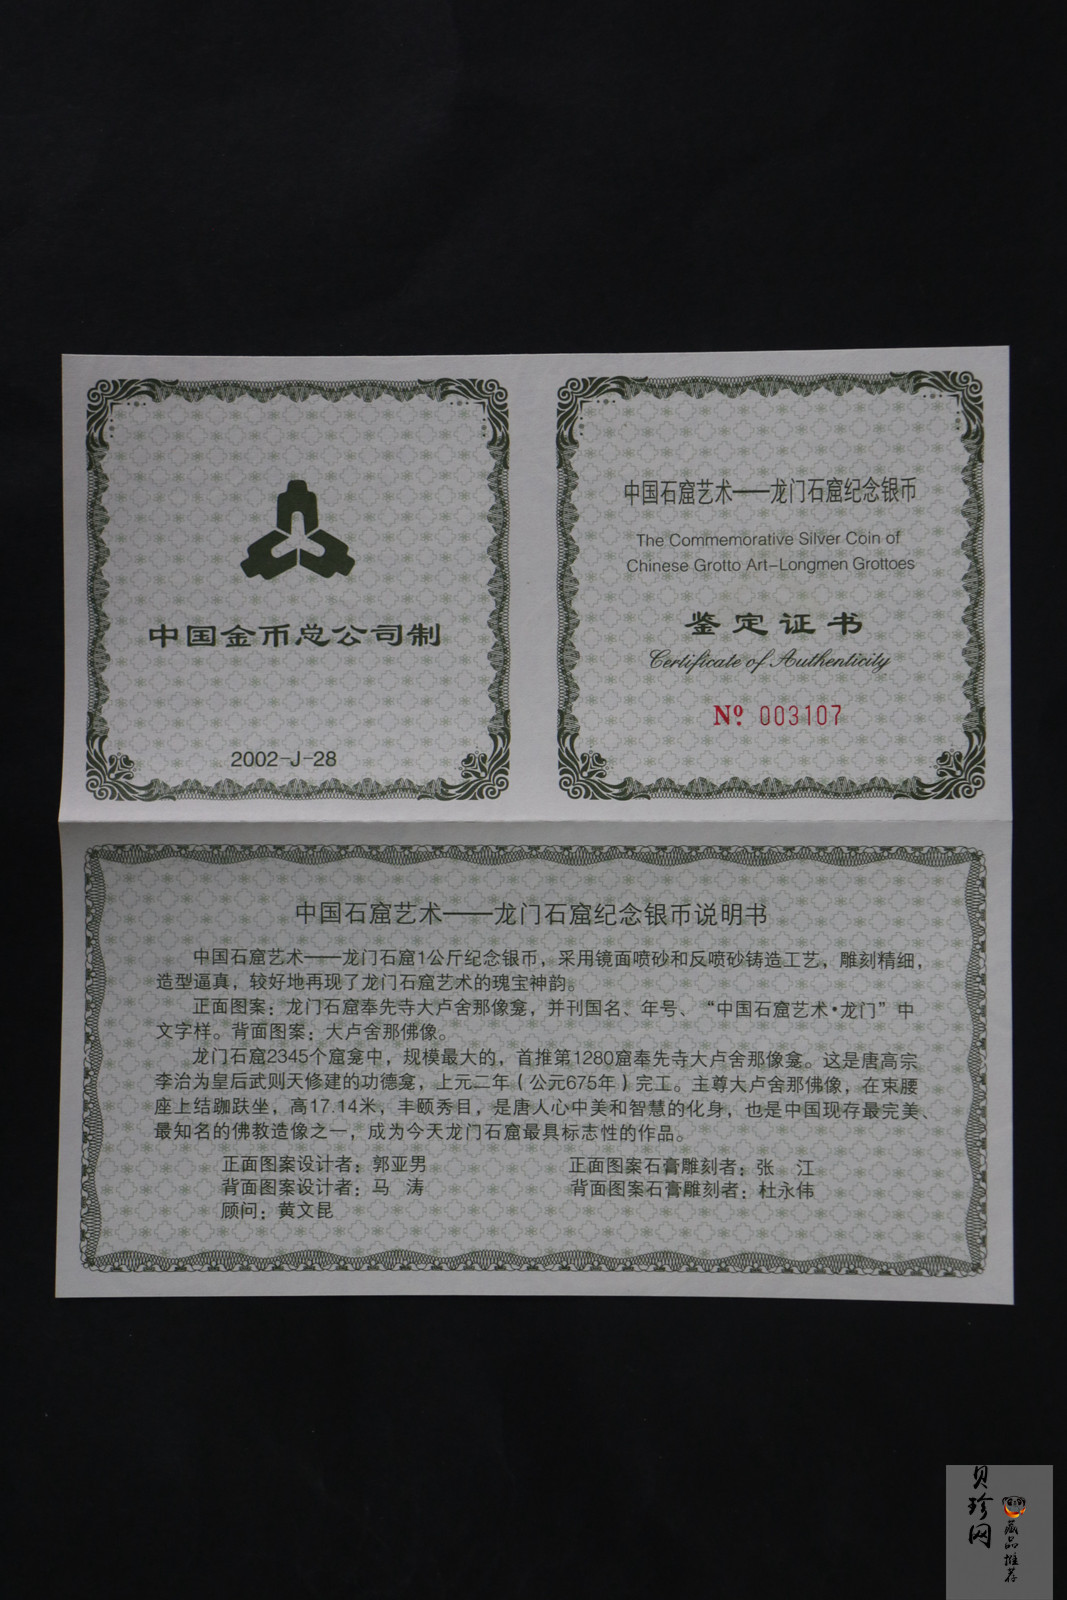 中国金币总公司制
2002-J-28
中国石窟艺术——龙门石窟纪念银币
The Commemorative Silver Coin of
Chinese Grotto Art–Longmen Grottoes
鉴定证书
Certificate of Authenticity
Nº 003107
中国石窟艺术——龙门石窟纪念银币说明书
中国石窟艺术——龙门石窟1公斤纪念银币，采用镜面喷砂和反喷砂铸造工艺，雕刻精细，
造型逼真，较好地再现了龙门石窟艺术的瑰宝神韵。
正面图案：龙门石窟奉先寺大卢舍那像龛，并刊国名、年号、“中国石窟艺术•龙门”中
文字样。背面图案：大卢舍那佛像。
龙门石窟2345个窟龛中，规模最大的，首推第1280窟奉先寺大卢舍那像龛。这是唐高宗
李治为皇后武则天修建的功德龛，上元二年（公元675年）完工。主尊大卢舍那佛像，在束腰
座上结跏趺坐，高17.14米，丰颐秀目，是唐人心中美和智慧的化身，也是中国现存最完美、
最知名的佛教造像之一，成为今天龙门石窟最具标志性的作品。
正面图案设计者：郭亚男 正面图案石膏雕刻者：张 江
背面图案设计者：马 涛 背面图案石膏雕刻者：杜永伟
顾问：黄文昆
贝珍网
藏品推荐